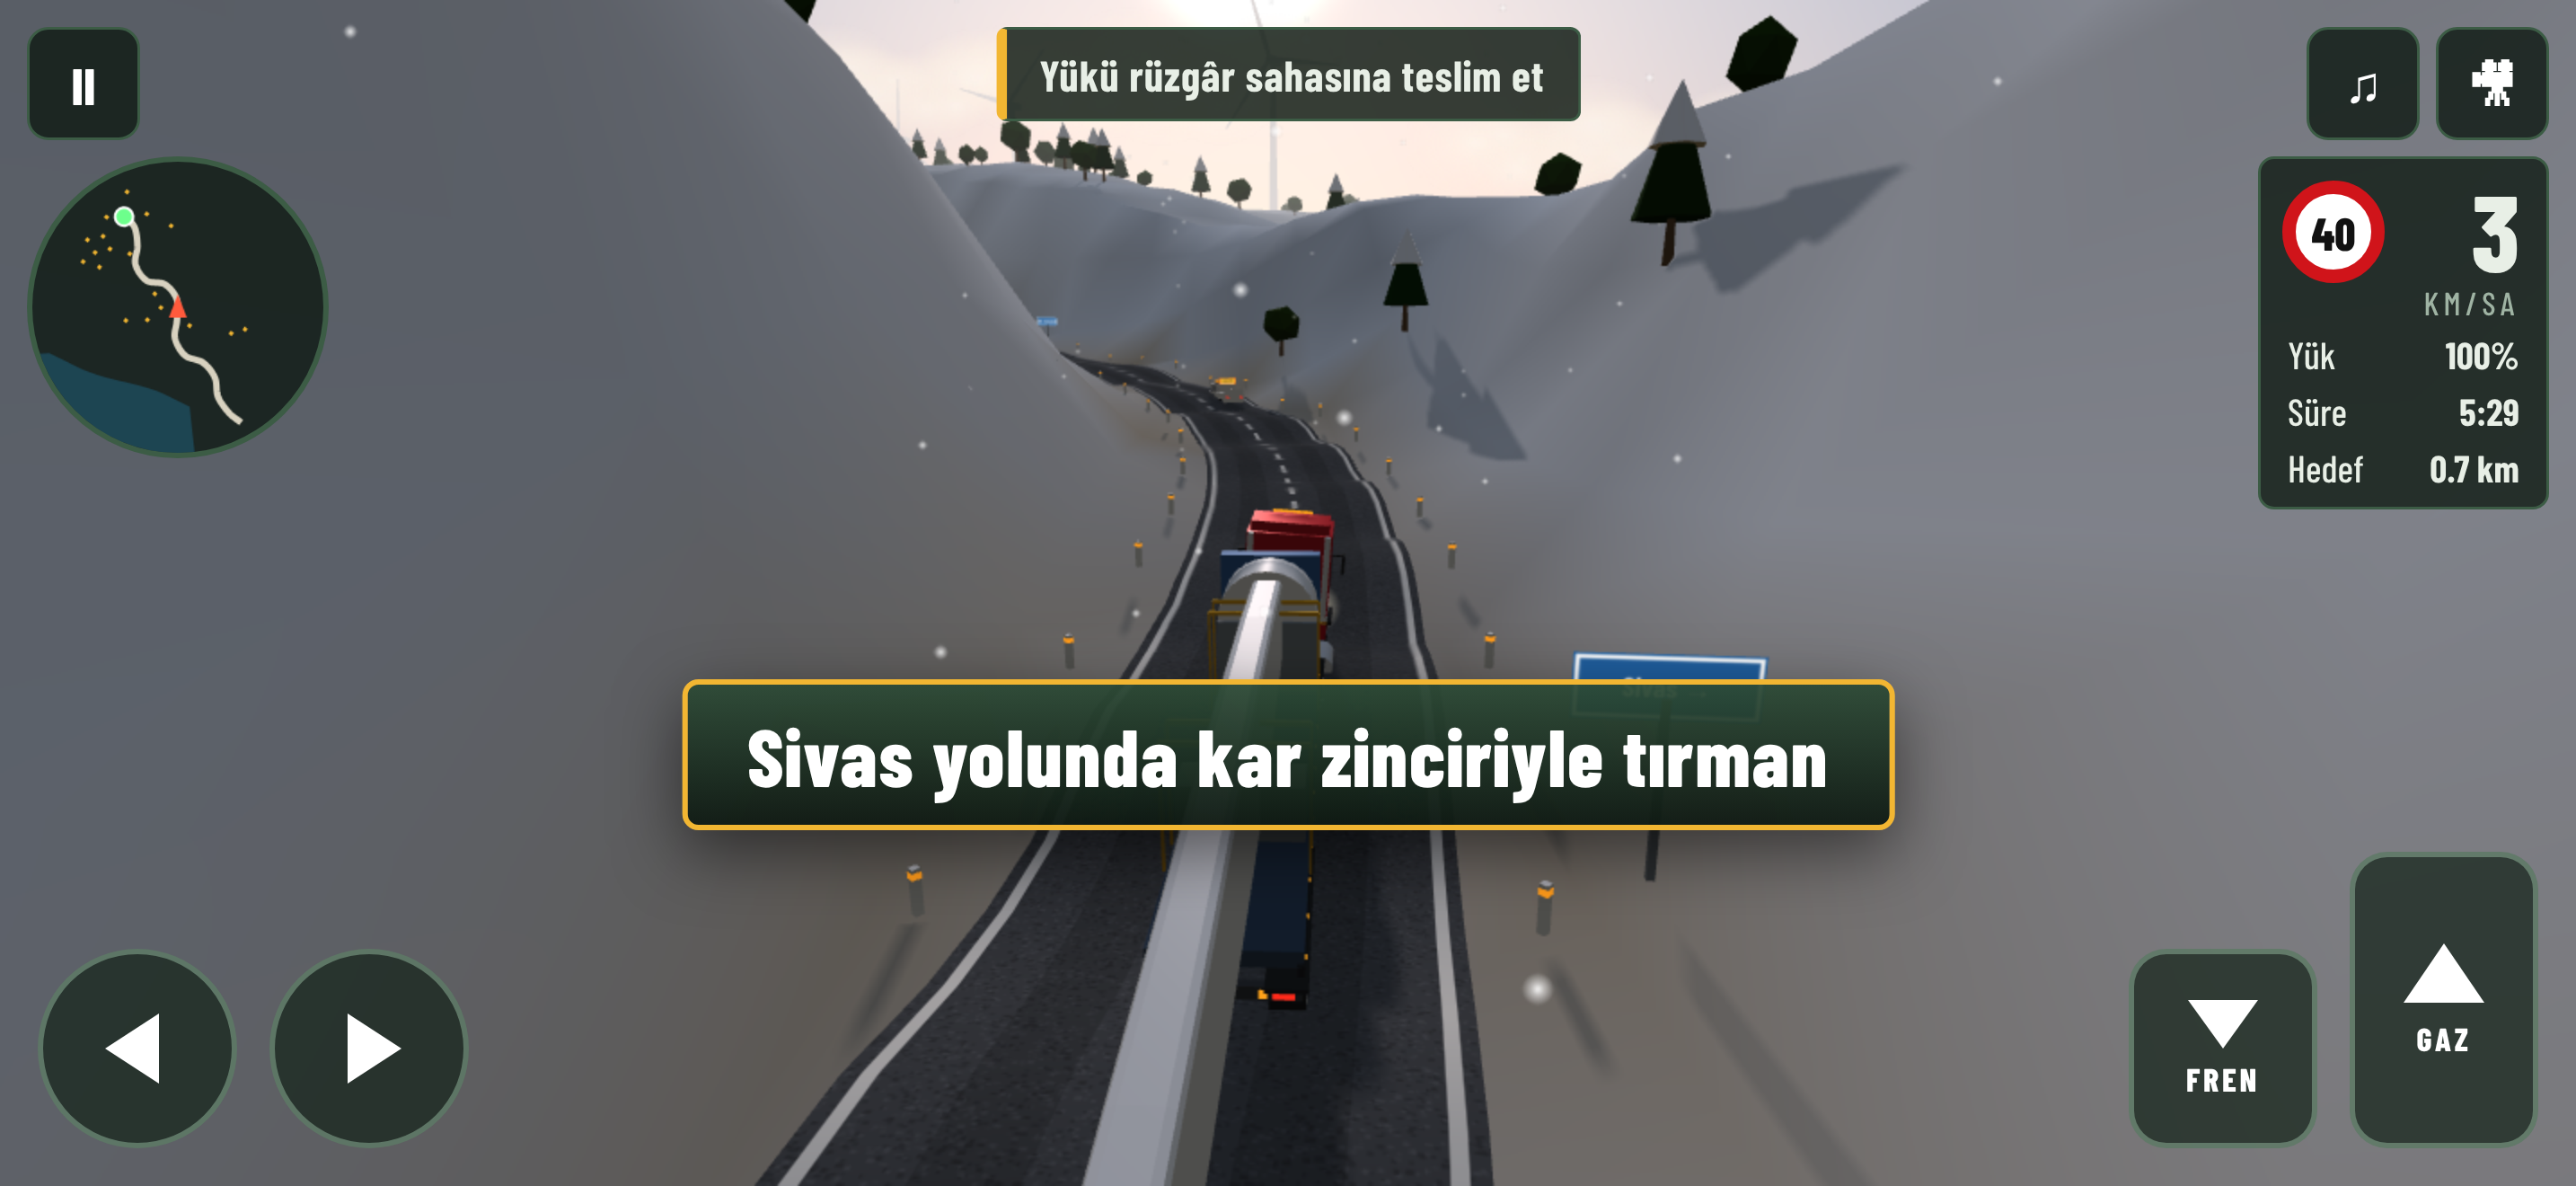 Yükü rüzgâr sahasına teslim et
40
3
KM/SA
Yük 100%
Süre 5:29
Hedef 0.7 km
Sivas
Sivas yolunda kar zinciriyle tırman
FREN
GAZ